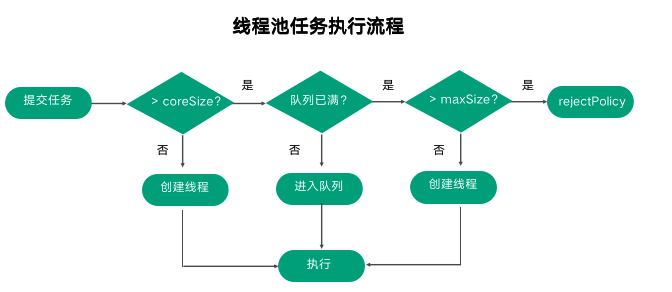 线程池任务执行流程
提交任务
> coreSize?
是
队列已满?
是
> maxSize?
是
rejectPolicy
否
否
否
创建线程
进入队列
创建线程
执行